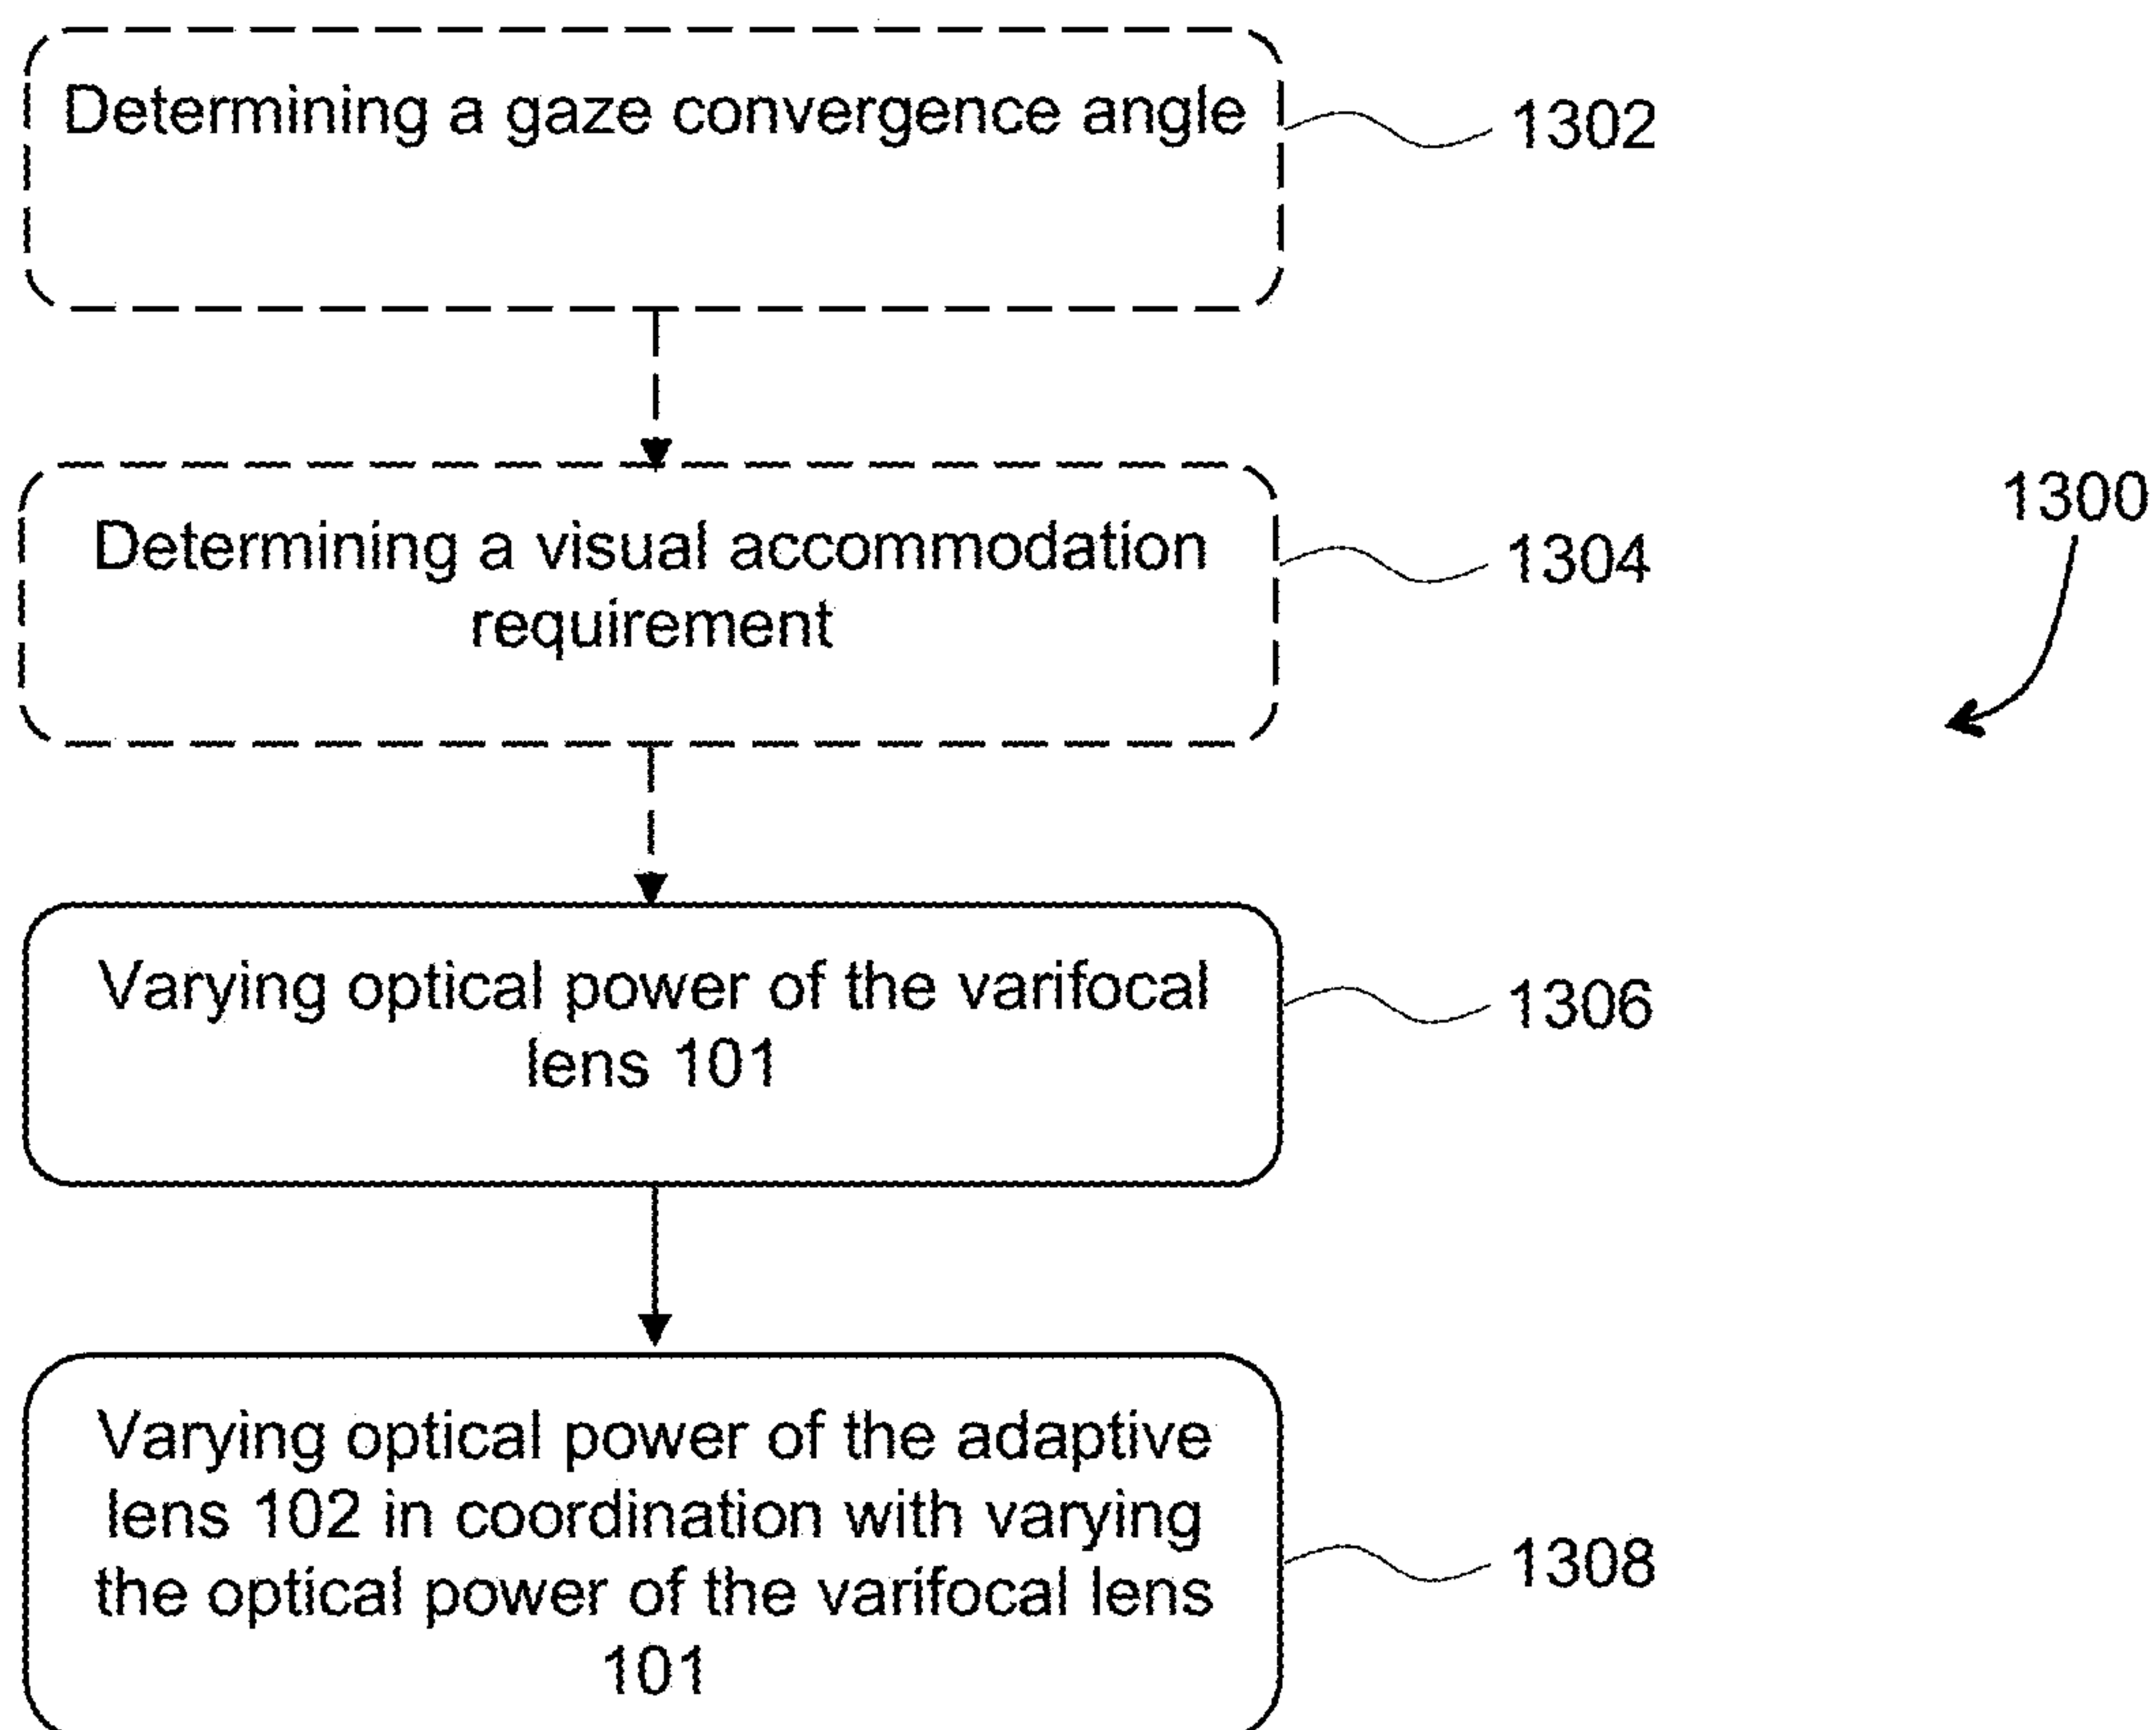 Determining a gaze convergence angle
1302
Determining a visual accommodation
requirement
1304
1300
Varying optical power of the varifocal
lens 101
1306
Varying optical power of the adaptive
lens 102 in coordination with varying
the optical power of the varifocal lens
101
1308